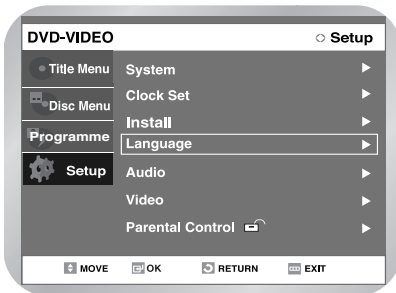 DVD-VIDEO Setup
Title Menu
Disc Menu
Programme
Setup
System
Clock Set
Install
Language
Audio
Video
Parental Control
MOVE OK RETURN EXIT